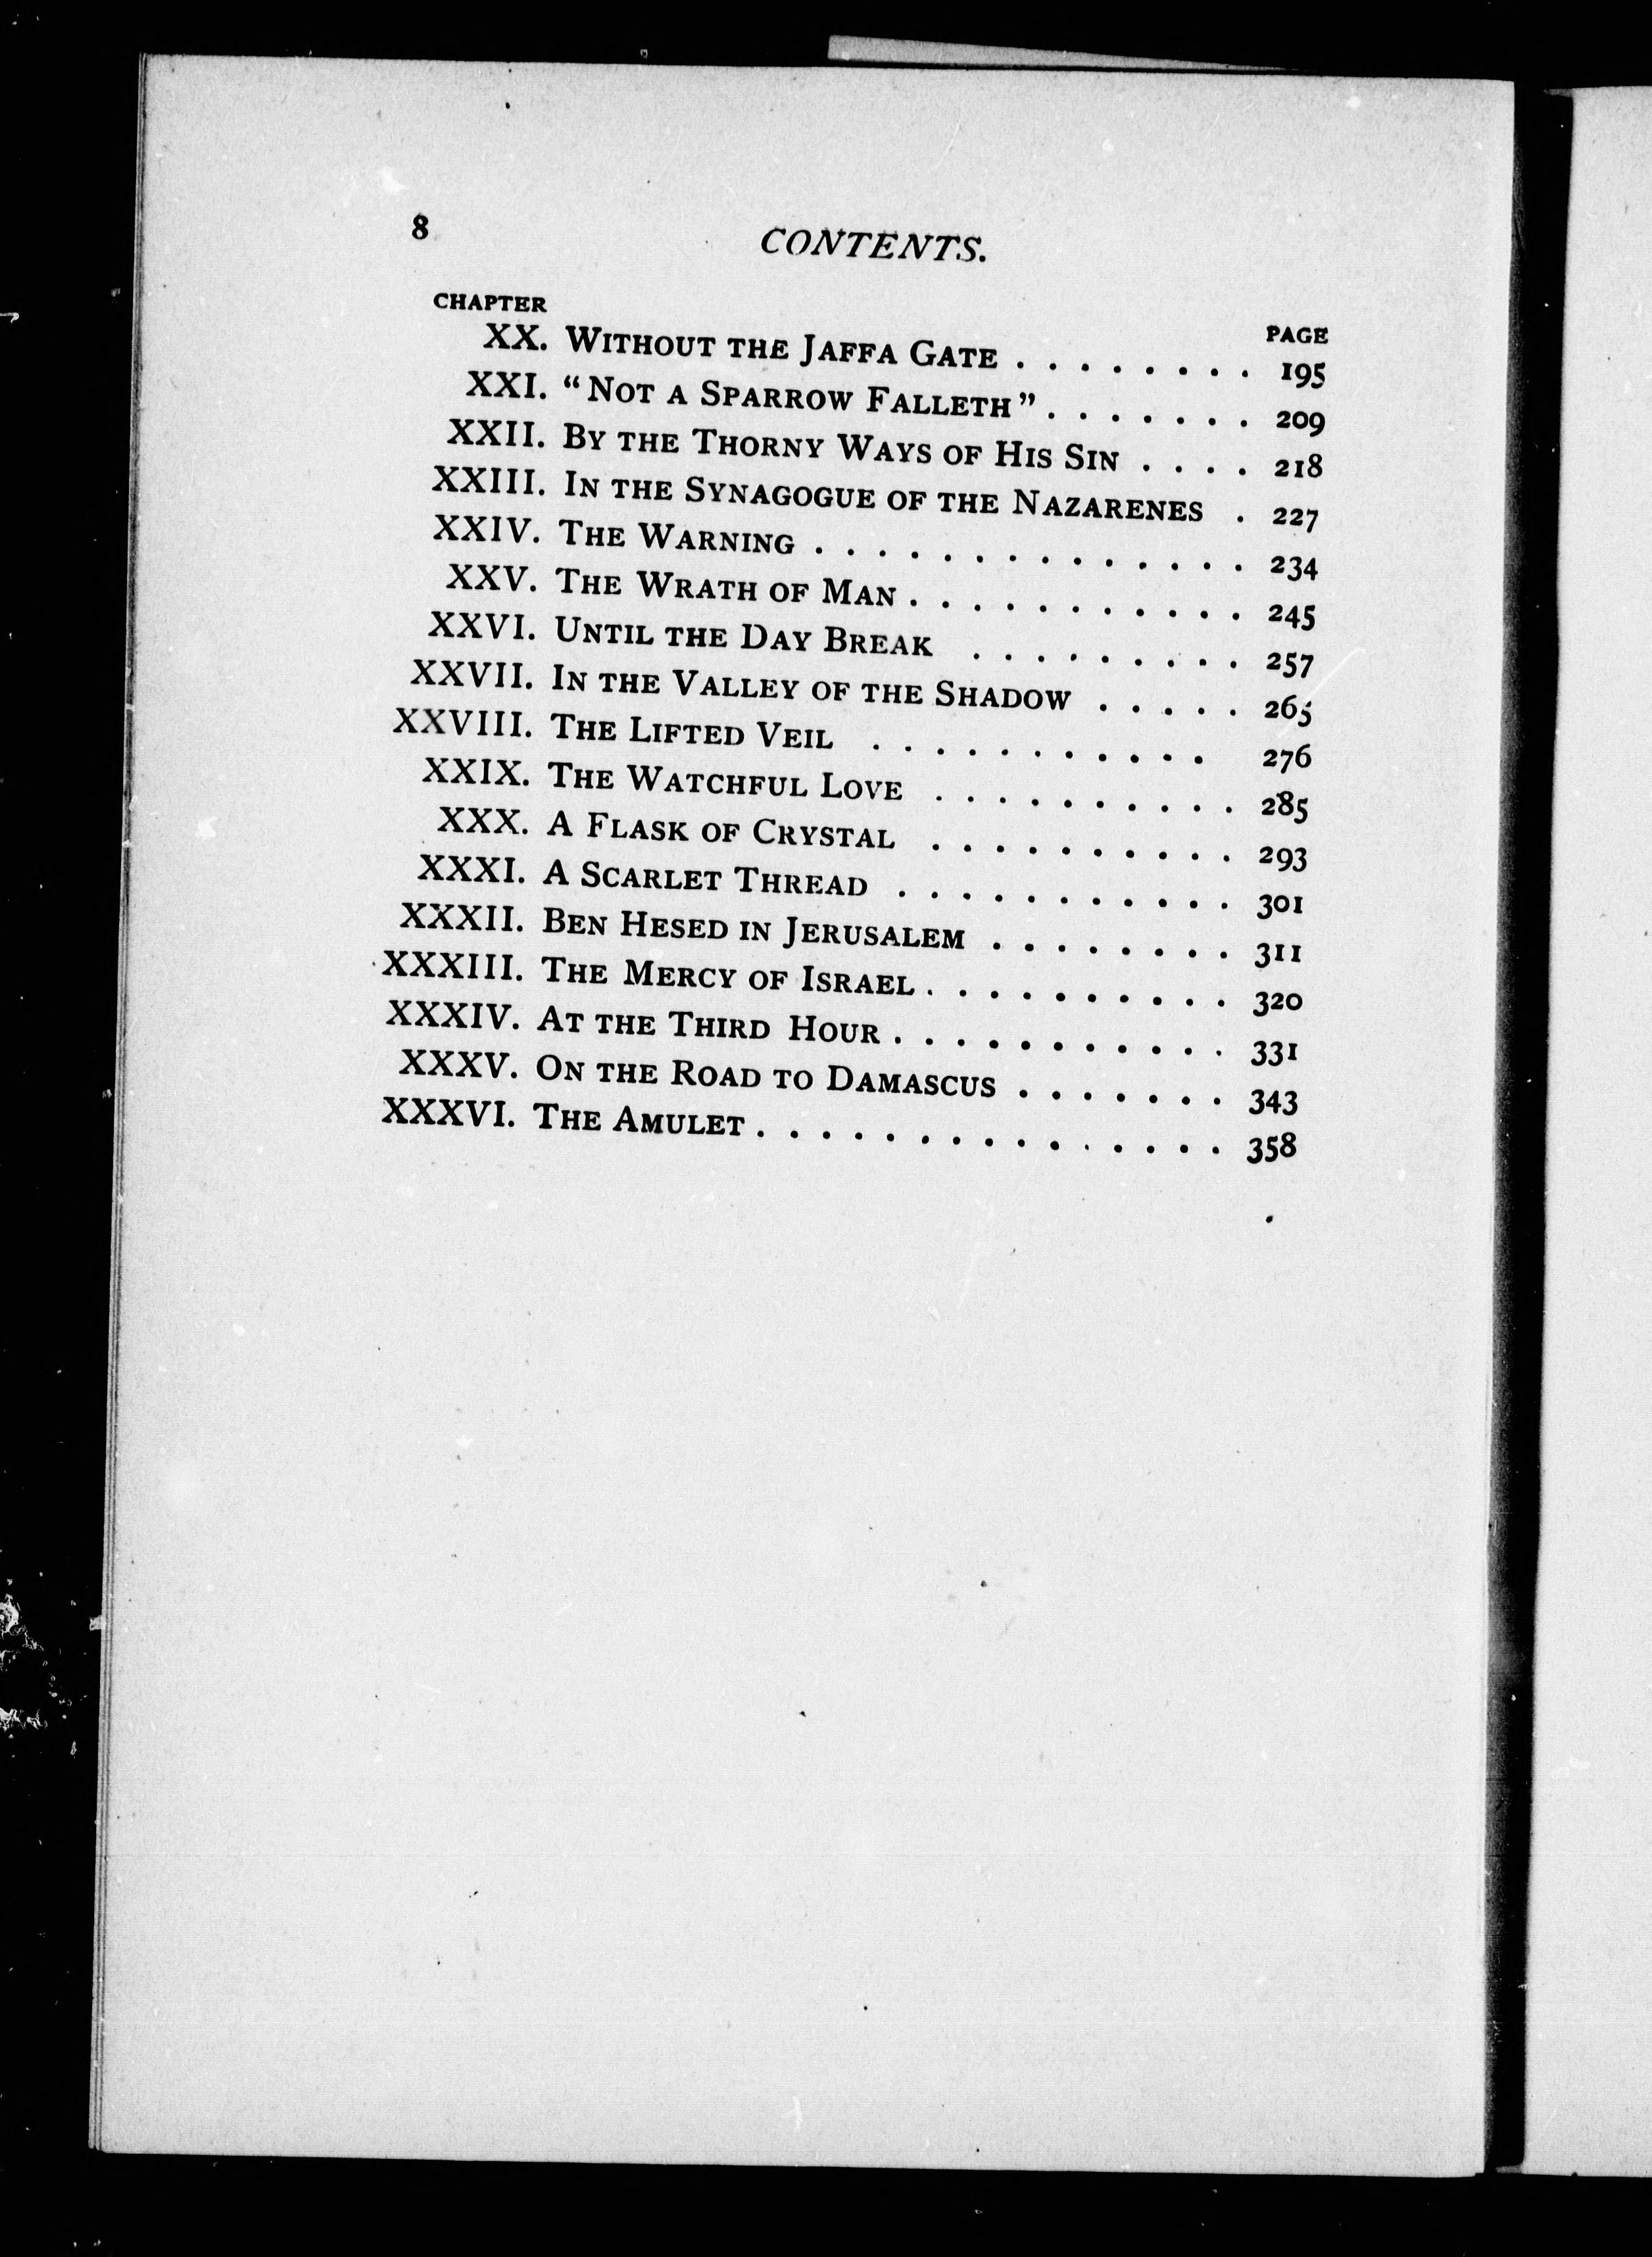 8
CONTENTS.
CHAPTER PAGE
XX. WITHOUT THE JAFFA GATE . . . . . . . . 195
XXI. “NOT A SPARROW FALLETH” . . . . . . . 209
XXII. BY THE THORNY WAYS OF HIS SIN . . . . 218
XXIII. IN THE SYNAGOGUE OF THE NAZARENES . 227
XXIV. THE WARNING . . . . . . . . . . . . . . 234
XXV. THE WRATH OF MAN . . . . . . . . . . . 245
XXVI. UNTIL THE DAY BREAK . . . . . . . . . 257
XXVII. IN THE VALLEY OF THE SHADOW . . . . . 265
XXVIII. THE LIFTED VEIL . . . . . . . . . . . 276
XXIX. THE WATCHFUL LOVE . . . . . . . . . . 285
XXX. A FLASK OF CRYSTAL . . . . . . . . . . 293
XXXI. A SCARLET THREAD . . . . . . . . . . . 301
XXXII. BEN HESED IN JERUSALEM . . . . . . . . 311
XXXIII. THE MERCY OF ISRAEL . . . . . . . . . . 320
XXXIV. AT THE THIRD HOUR . . . . . . . . . . . 331
XXXV. ON THE ROAD TO DAMASCUS . . . . . . . 343
XXXVI. THE AMULET . . . . . . . . . . . . . . . 358